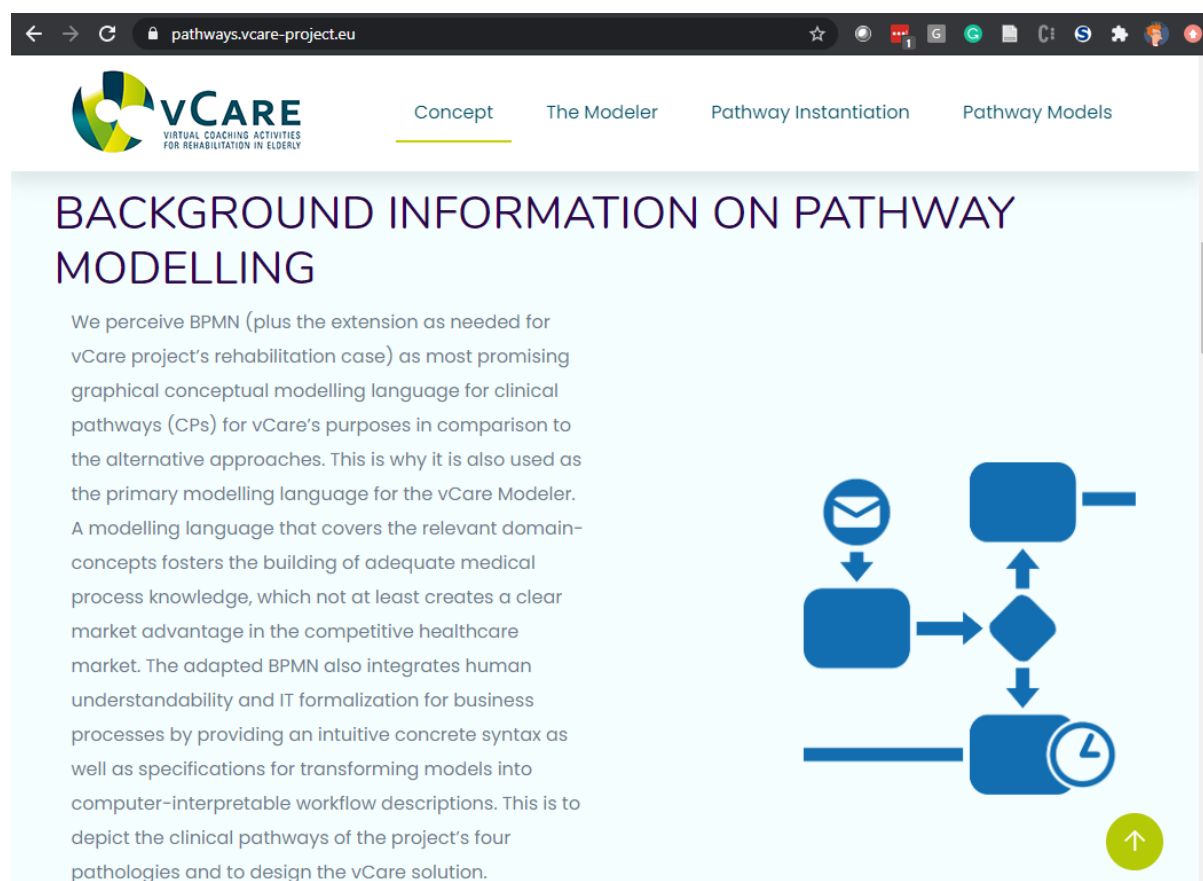 pathways.vcare-project.eu
1
G
VCARE
VIRTUAL COACHING ACTIVITIES
FOR REHABILITATION IN ELDERLY
Concept
The Modeler
Pathway Instantiation
Pathway Models
BACKGROUND INFORMATION ON PATHWAY
MODELLING
We perceive BPMN (plus the extension as needed for
vCare project's rehabilitation case) as most promising
graphical conceptual modelling language for clinical
pathways (CPs) for vCare's purposes in comparison to
the alternative approaches. This is why it is also used as
the primary modelling language for the vCare Modeler.
A modelling language that covers the relevant domain-
concepts fosters the building of adequate medical
process knowledge, which not at least creates a clear
market advantage in the competitive healthcare
market. The adapted BPMN also integrates human
understandability and IT formalization for business
processes by providing an intuitive concrete syntax as
well as specifications for transforming models into
computer-interpretable workflow descriptions. This is to
depict the clinical pathways of the project's four
pathologies and to design the vCare solution.